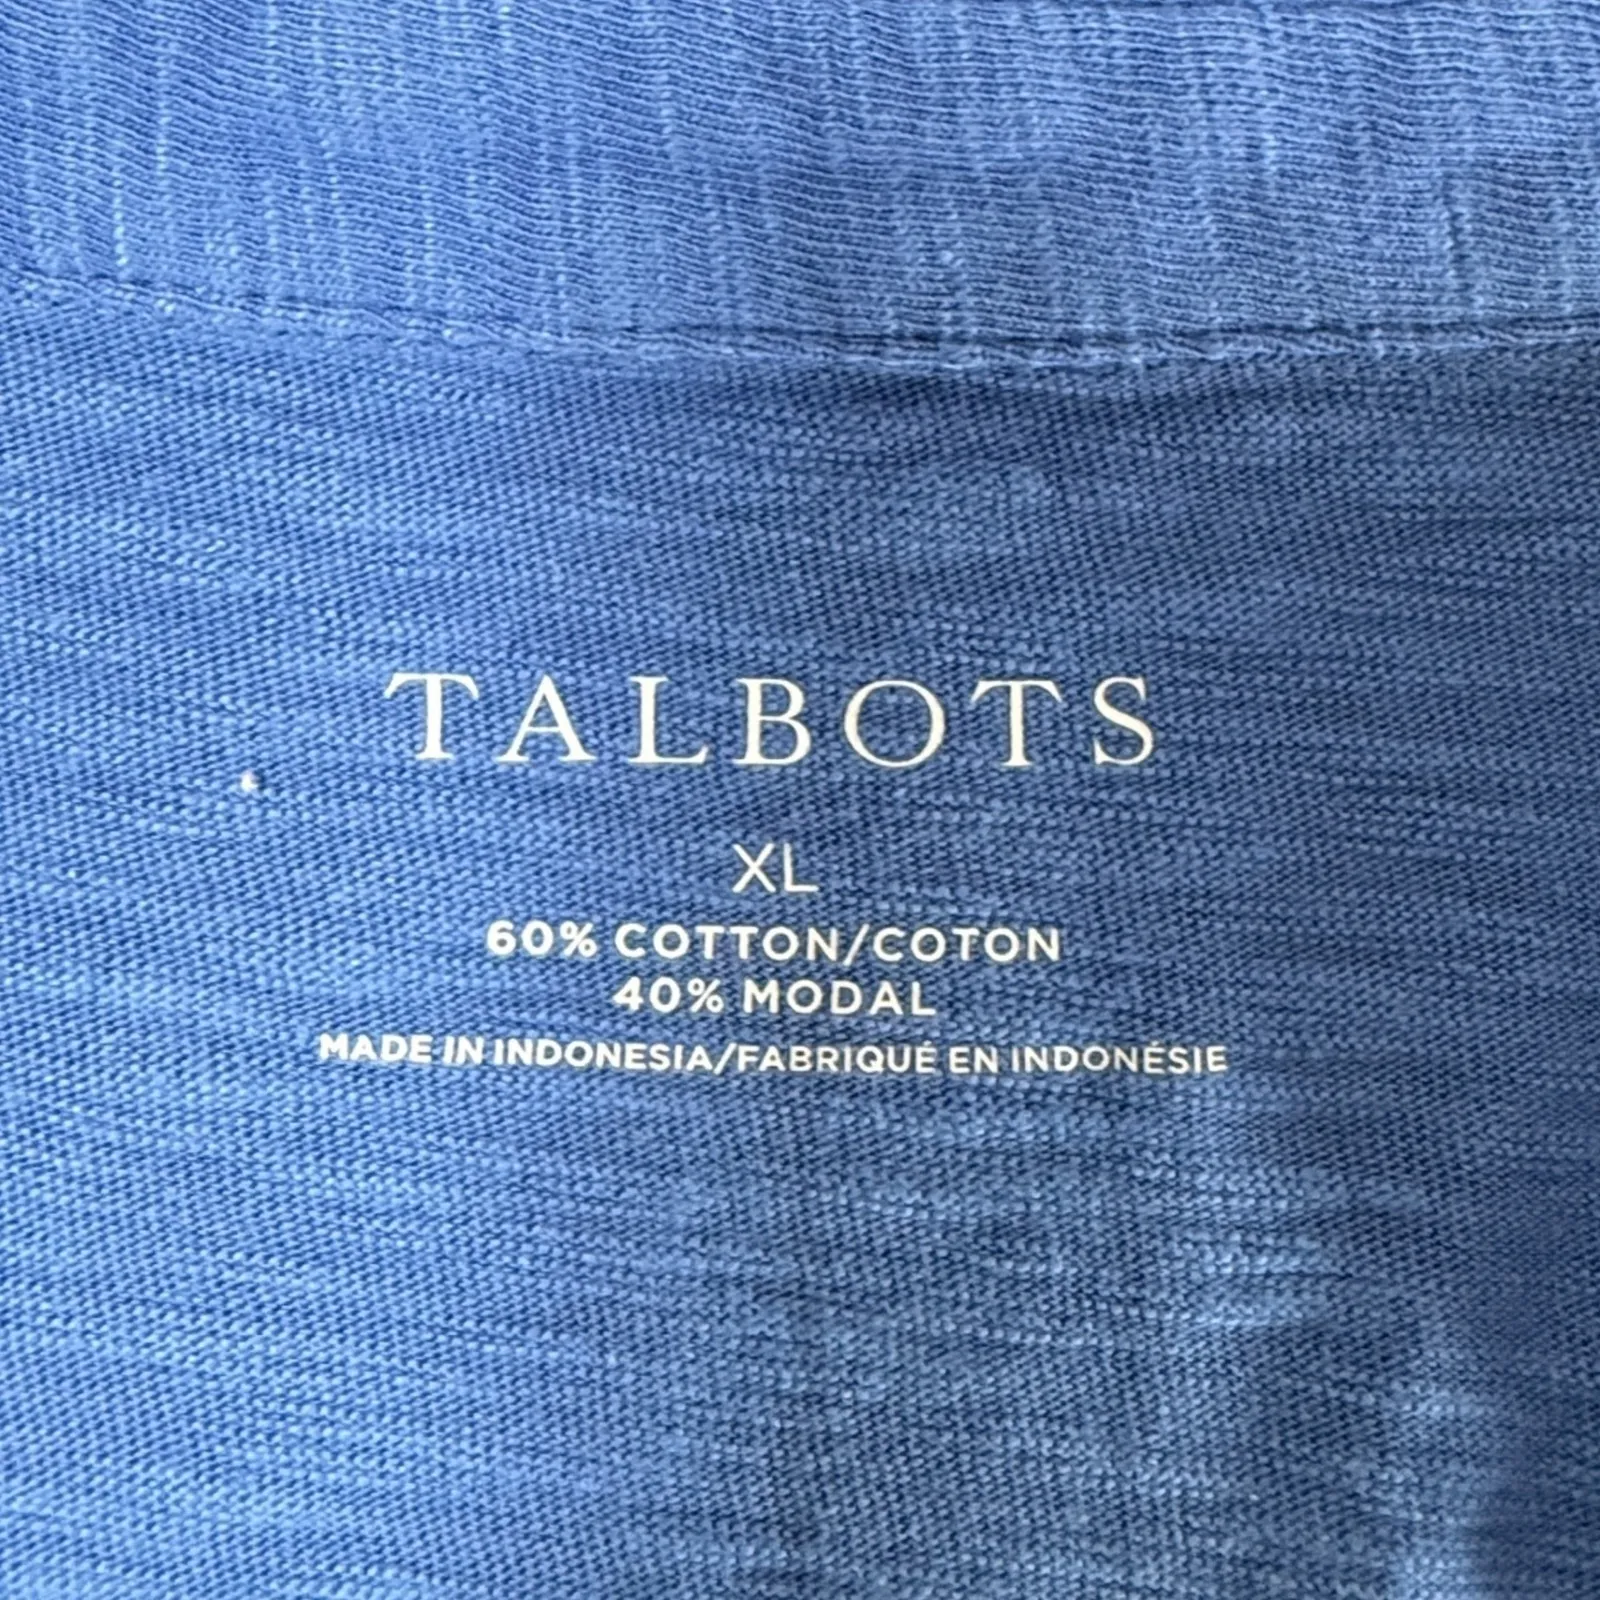 TALBOTS
XL
60% COTTON/COTON
40% MODAL
MADE IN INDONESIA/FABRIQUÉ EN INDONÉSIE